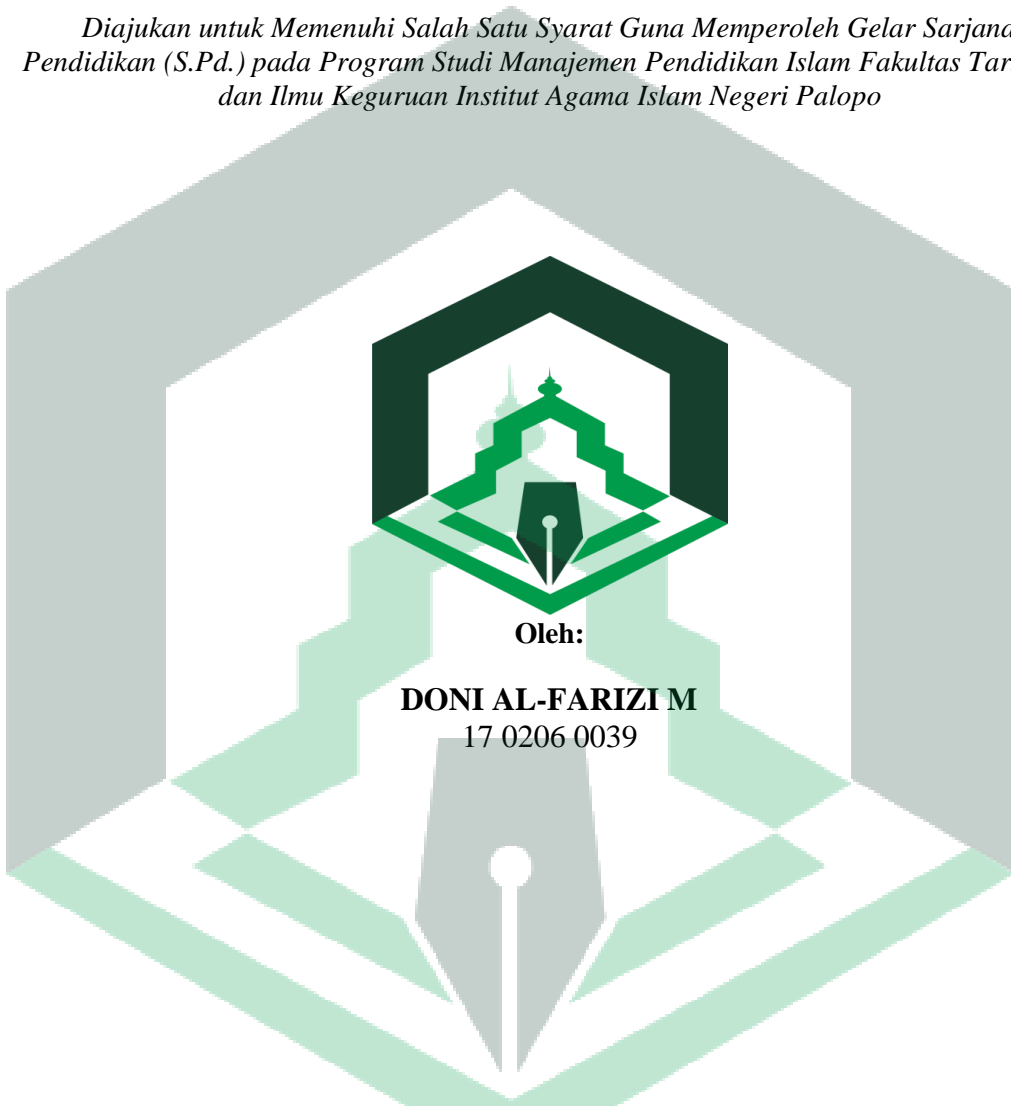 Diajukan untuk Memenuhi Salah Satu Syarat Guna Memperoleh Gelar Sarjana
Pendidikan (S.Pd.) pada Program Studi Manajemen Pendidikan Islam Fakultas Tar
dan Ilmu Keguruan Institut Agama Islam Negeri Palopo
Oleh:
DONI AL-FARIZI M
17 0206 0039